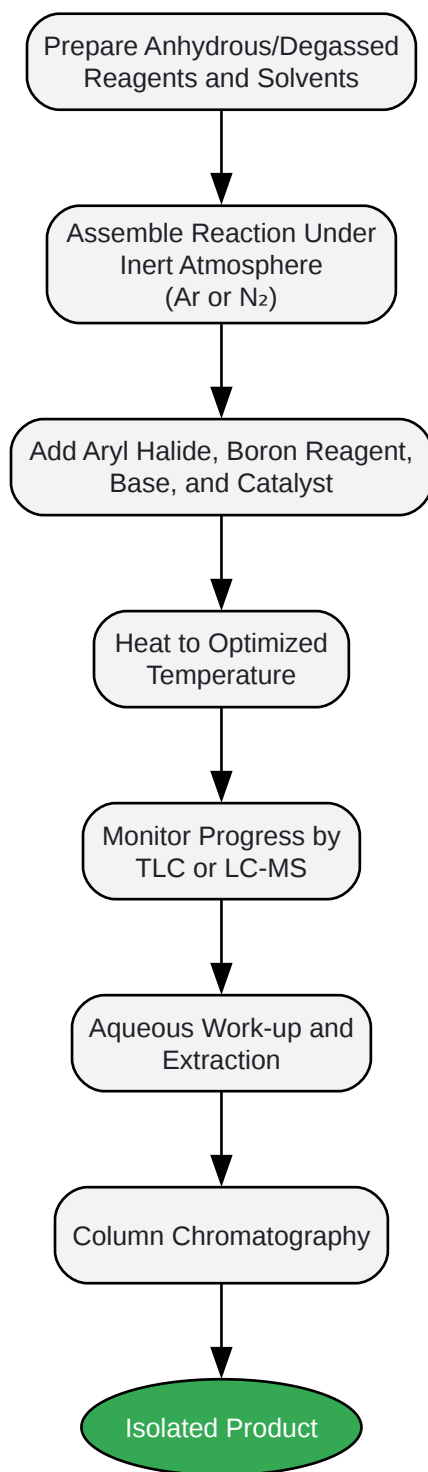 Prepare Anhydrous/Degassed
Reagents and Solvents
Assemble Reaction Under
Inert Atmosphere
(Ar or N₂)
Add Aryl Halide, Boron Reagent,
Base, and Catalyst
Heat to Optimized
Temperature
Monitor Progress by
TLC or LC-MS
Aqueous Work-up and
Extraction
Column Chromatography
Isolated Product